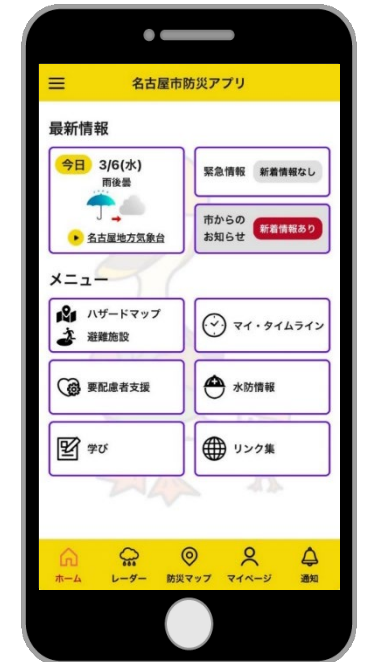 名古屋市防災アプリ
最新情報
今日 3/6(水)
雨後曇
名古屋地方気象台
緊急情報 新着情報なし
市からの
お知らせ
新着情報あり
メニュー
ハザードマップ
避難施設
マイ・タイムライン
要配慮者支援
水防情報
学び
リンク集
ホーム レーダー 防災マップ マイページ 通知